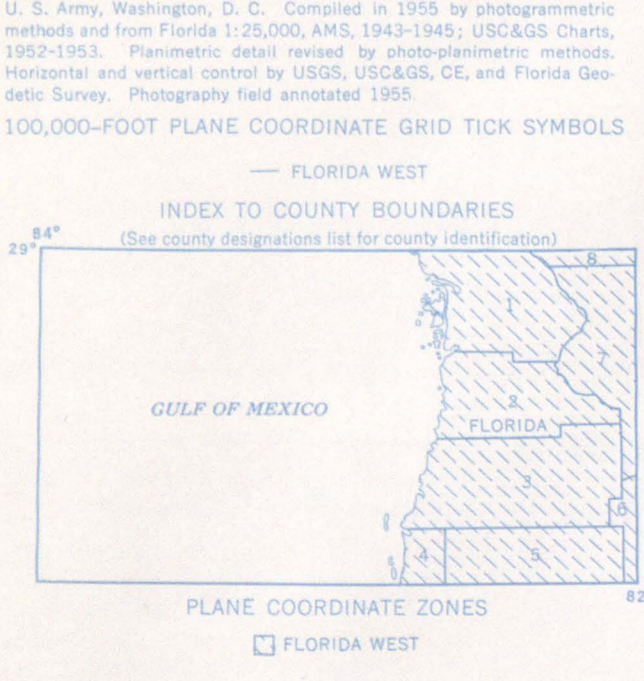 U. S. Army, Washington, D. C. Compiled in 1955 by photogrammetric
methods and from Florida 1:25,000, AMS, 1943-1945; USC&GS Charts,
1952-1953. Planimetric detail revised by photo-planimetric methods.
Horizontal and vertical control by USGS, USC&GS, CE, and Florida Geo-
detic Survey. Photography field annotated 1955.
100,000-FOOT PLANE COORDINATE GRID TICK SYMBOLS
FLORIDA WEST
INDEX TO COUNTY BOUNDARIES
84°
(See county designations list for county identification)
29°
8
1
7
2
GULF OF MEXICO
FLORIDA
3
6
4
5
82
PLANE COORDINATE ZONES
FLORIDA WEST